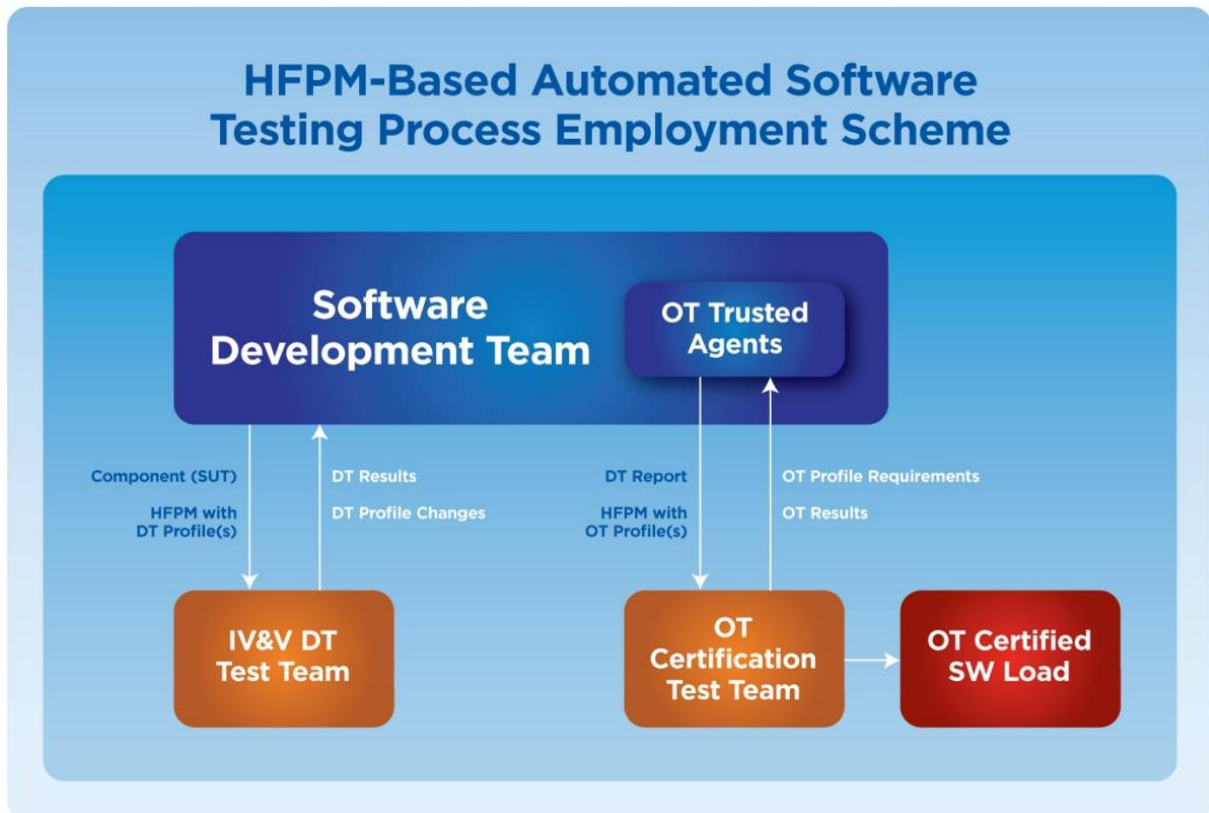 HFPM-Based Automated Software
Testing Process Employment Scheme
Software
Development Team
OT Trusted
Agents
Component (SUT)
HFPM with
DT Profile(s)
DT Results
DT Profile Changes
DT Report
HFPM with
OT Profile(s)
OT Profile Requirements
OT Results
IV&V DT
Test Team
OT
Certification
Test Team
OT Certified
SW Load